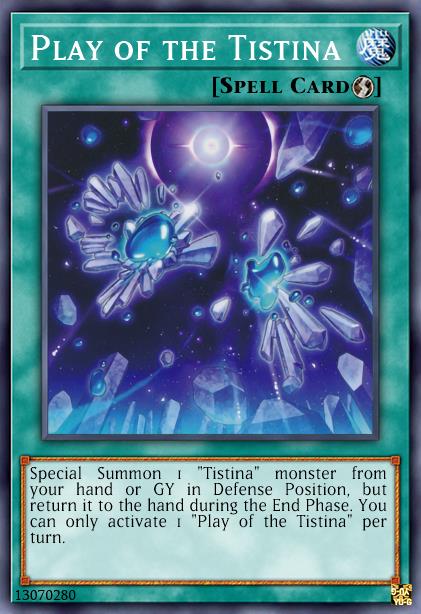 PLAY OF THE TISTINA
魔
[SPELL CARD]
Special Summon 1 "Tistina" monster from
your hand or GY in Defense Position, but
return it to the hand during the End Phase. You
can only activate 1 "Play of the Tistina" per
turn.
13070280